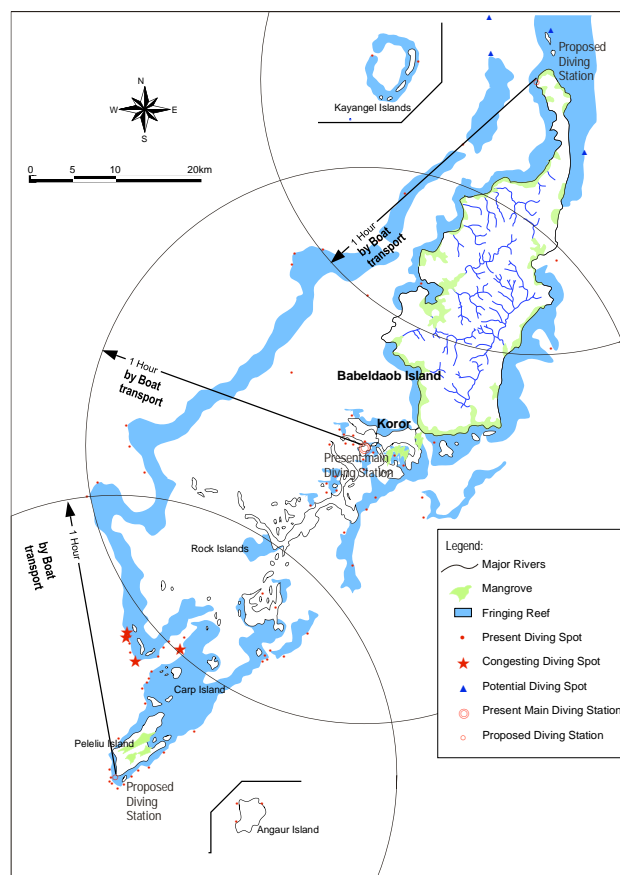 Proposed
Diving
Station
Kayangel Islands
N
W
E
S
0
5
10
20km
1 Hour
by Boat
transport
1 Hour
by Boat
transport
Babeldaob Island
Koror
Present main
Diving Station
1 Hour
by Boat
transport
Rock Islands
Carp Island
Peleliu Island
Proposed
Diving
Station
Angaur Island
Legend:
Major Rivers
Mangrove
Fringing Reef
Present Diving Spot
Congesting Diving Spot
Potential Diving Spot
Present Main Diving Station
Proposed Diving Station